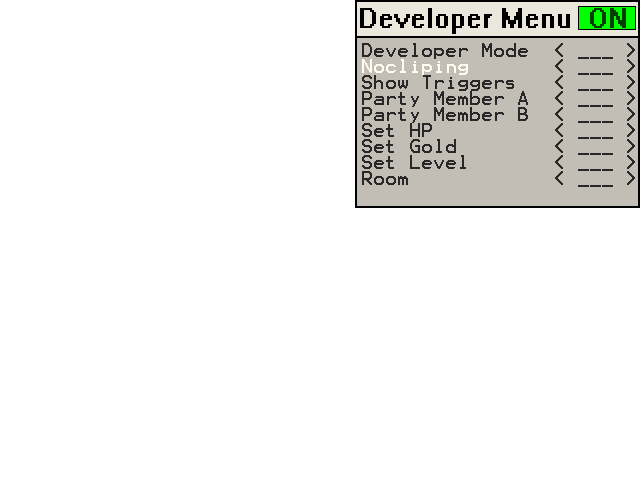 Developer Menu ON
Developer Mode < ___ >
Nocliping < ___ >
Show Triggers < ___ >
Party Member A < ___ >
Party Member B < ___ >
Set HP < ___ >
Set Gold < ___ >
Set Level < ___ >
Room < ___ >